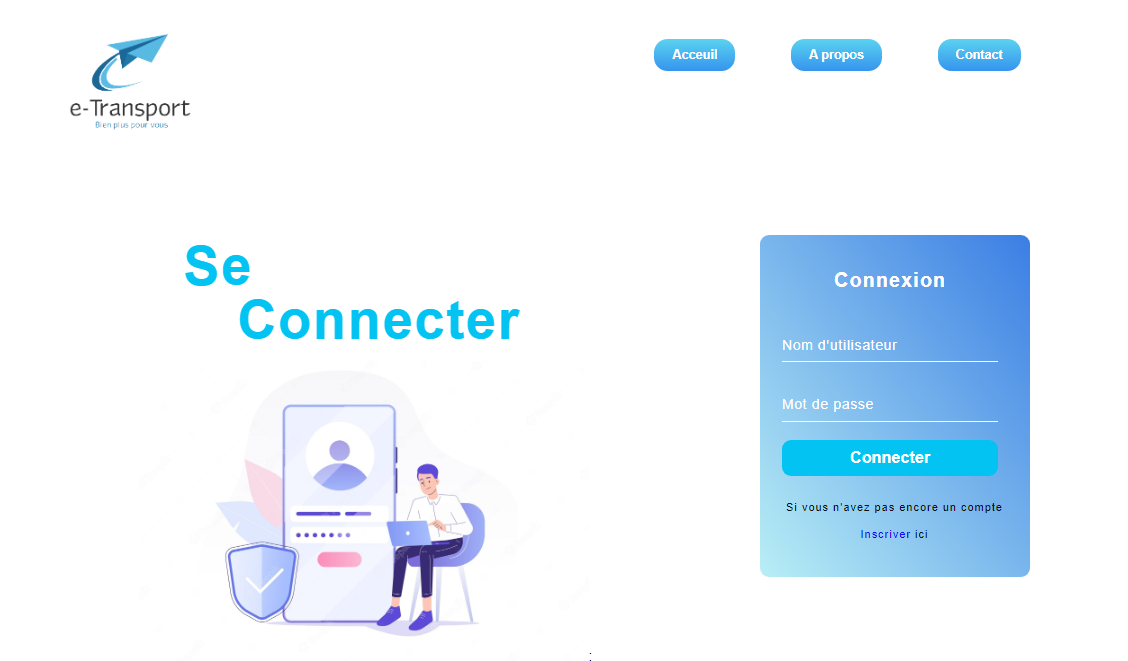 e-Transport
Bien plus pour vous
Acceuil
A propos
Contact
Se
Connecter
Connexion
Nom d'utilisateur
Mot de passe
Connecter
Si vous n'avez pas encore un compte
Inscriver ici
: